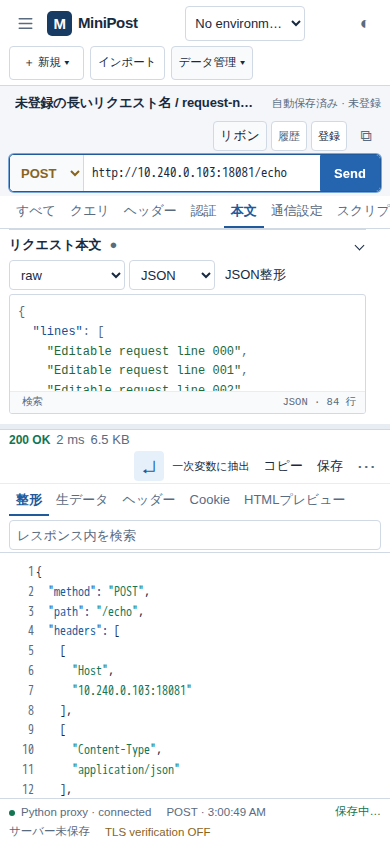 M MiniPost No environm…
＋ 新規 ▾ インポート データ管理 ▾
未登録の長いリクエスト名 / request-n… 自動保存済み · 未登録
リボン 履歴 登録
POST http://10.240.0.103:18081/echo Send
すべて クエリ ヘッダー 認証 本文 通信設定 スクリプ
リクエスト本文 ●
raw JSON JSON整形
{
"lines": [
"Editable request line 000",
"Editable request line 001",
"Editable request line 002"
検索 JSON · 84 行
200 OK 2 ms 6.5 KB
一次変数に抽出 コピー 保存 ···
整形 生データ ヘッダー Cookie HTMLプレビュー
レスポンス内を検索
1 {
2 "method": "POST",
3 "path": "/echo",
4 "headers": [
5 [
6 "Host",
7 "10.240.0.103:18081"
8 ],
9 [
10 "Content-Type",
11 "application/json"
12 ],
Python proxy · connected POST · 3:00:49 AM 保存中…
サーバー未保存 TLS verification OFF